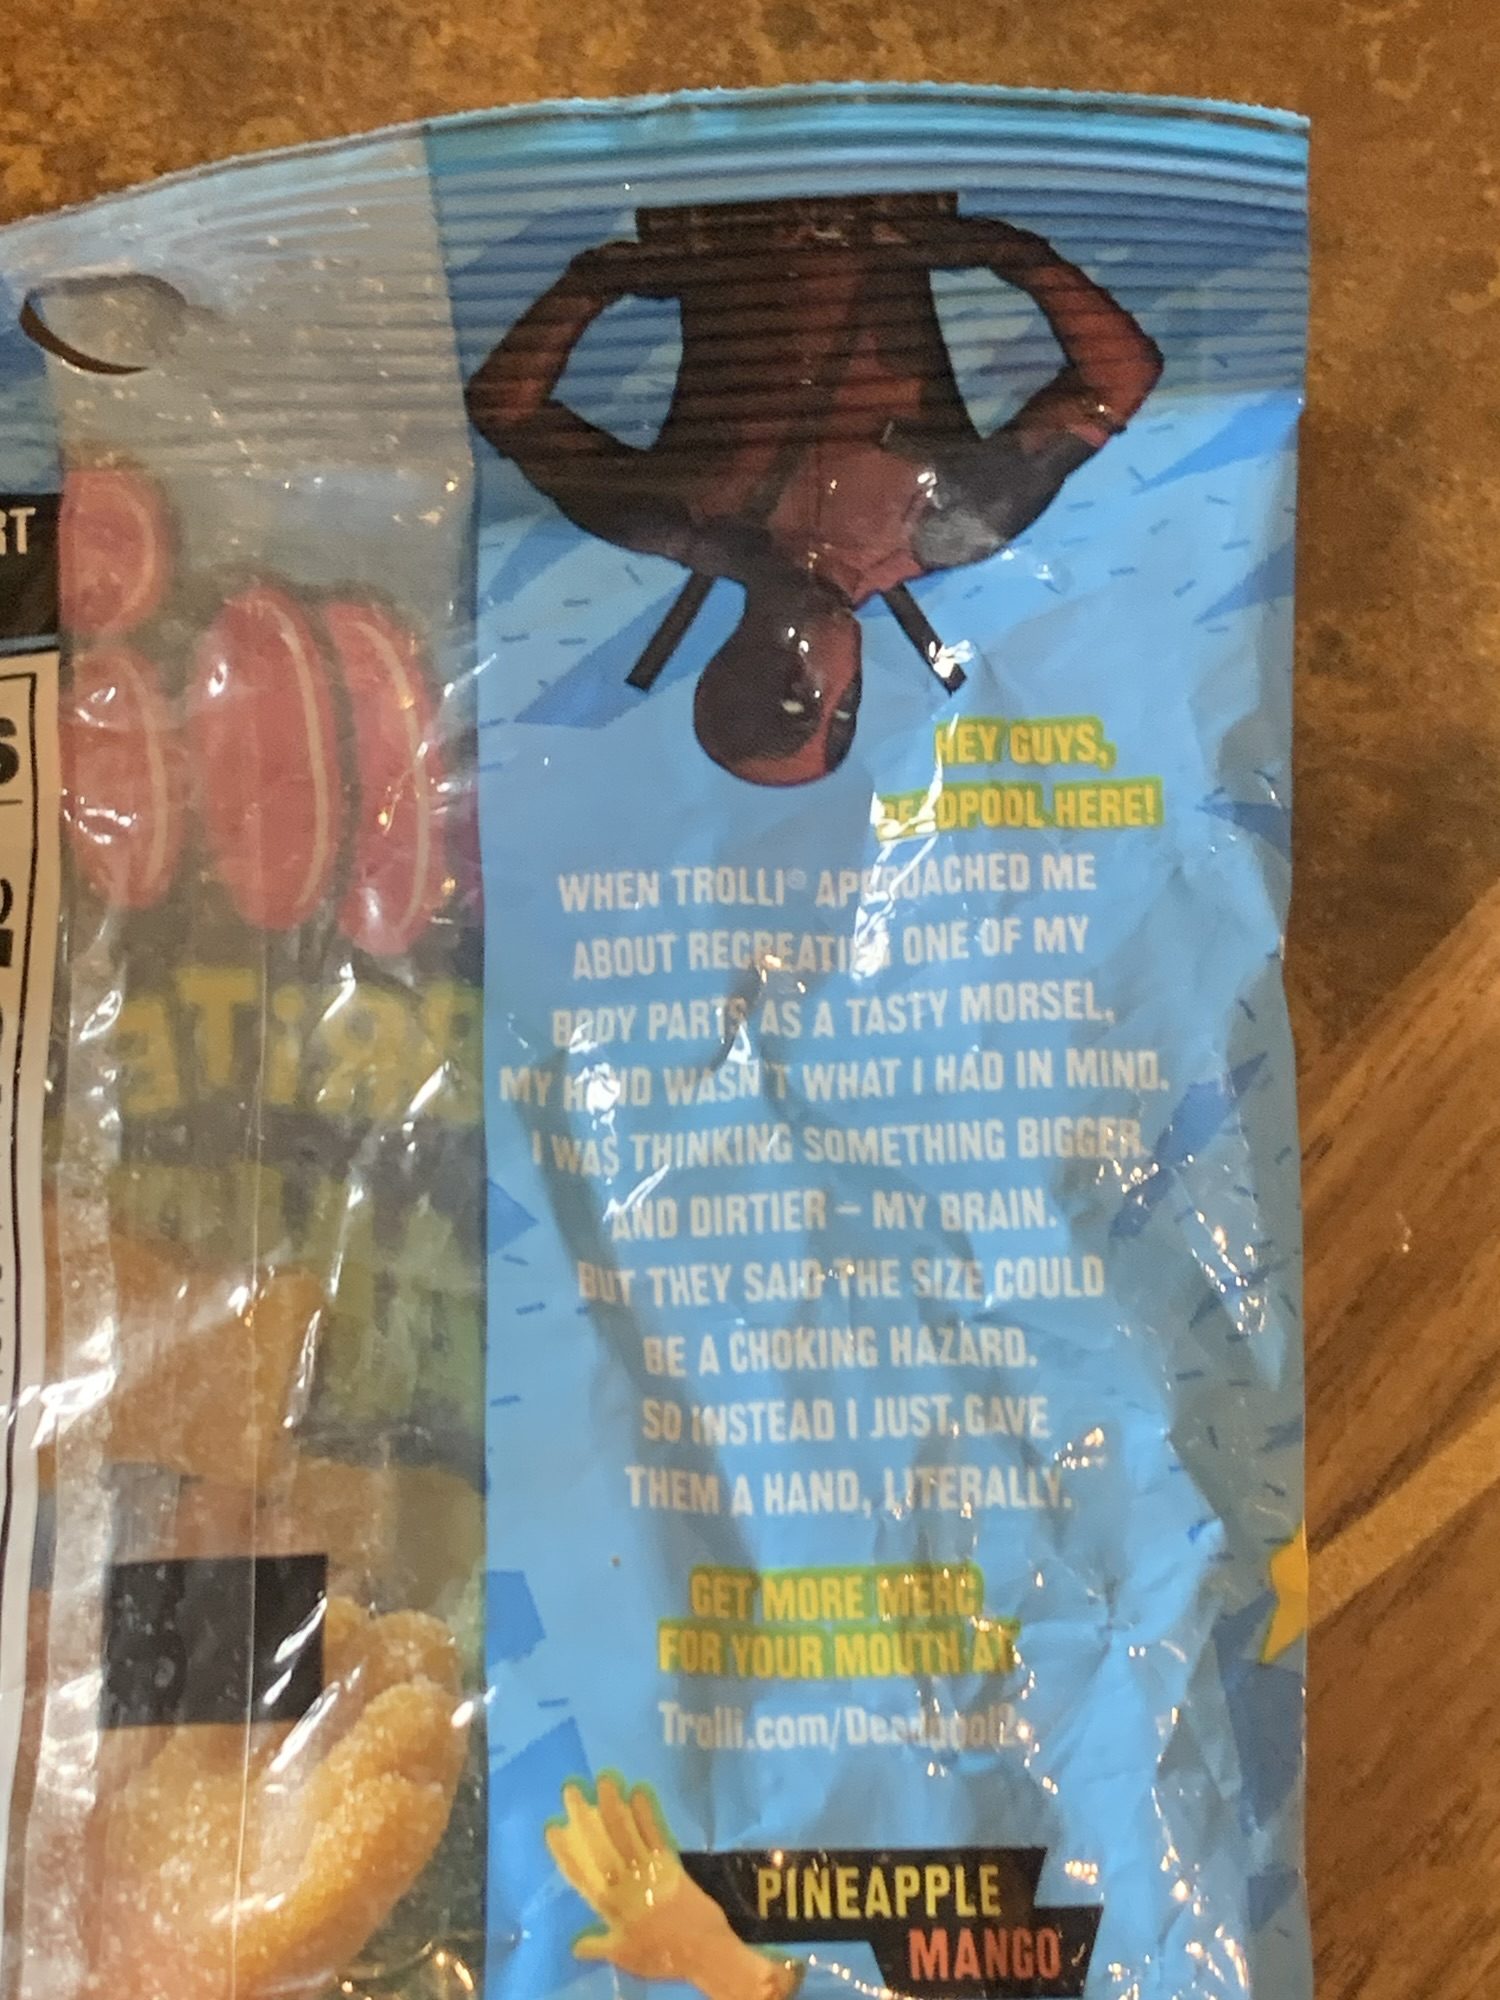 RT
S
HEY GUYS,
DEADPOOL HERE!
WHEN TROLLI® APPROACHED ME
ABOUT RECREATING ONE OF MY
BODY PARTS AS A TASTY MORSEL,
MY HAND WASN'T WHAT I HAD IN MIND.
I WAS THINKING SOMETHING BIGGER
AND DIRTIER – MY BRAIN.
BUT THEY SAID THE SIZE COULD
BE A CHOKING HAZARD.
SO INSTEAD I JUST GAVE
THEM A HAND, LITERALLY.
GET MORE MERC
FOR YOUR MOUTH AT
Trolli.com/Deadpool2
PINEAPPLE
MANGO